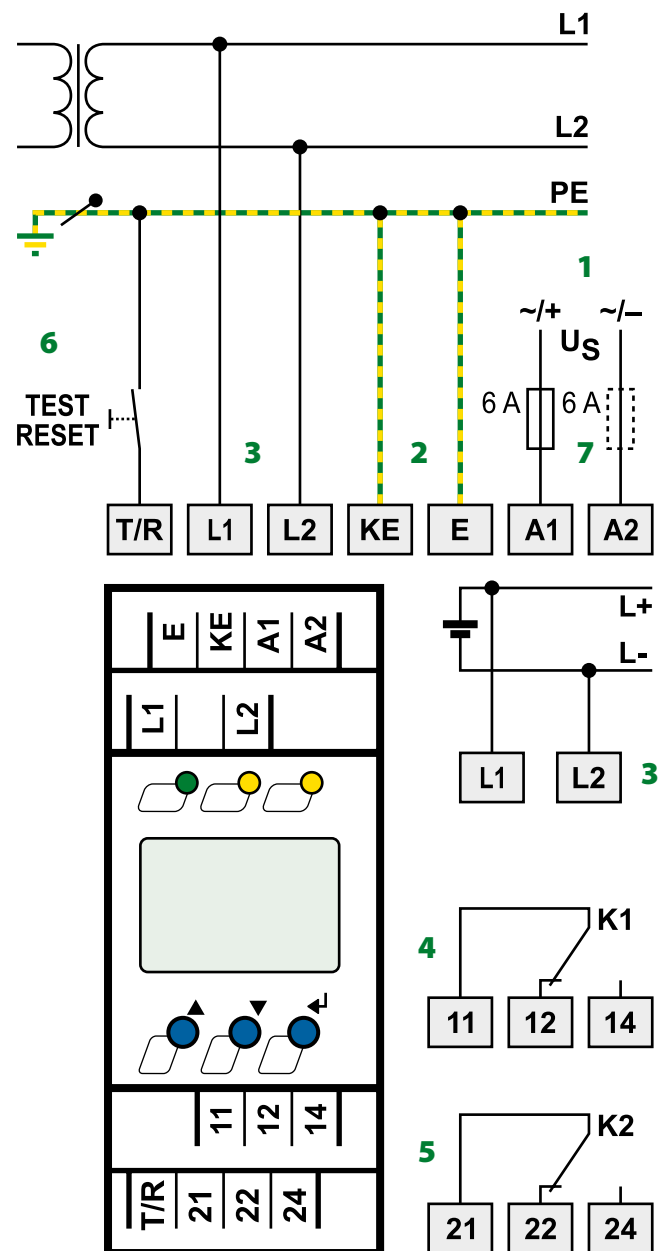 L1
L2
PE
1
~/+ ~/–
US
6
6 A 6 A
TEST
RESET
3 2 7
T/R L1 L2 KE E A1 A2
E KE A1 A2
L+
L-
L1 L2
L1 L2 3
K1
4
11 12 14
11 12 14
K2
5
T/R 21 22 24
21 22 24